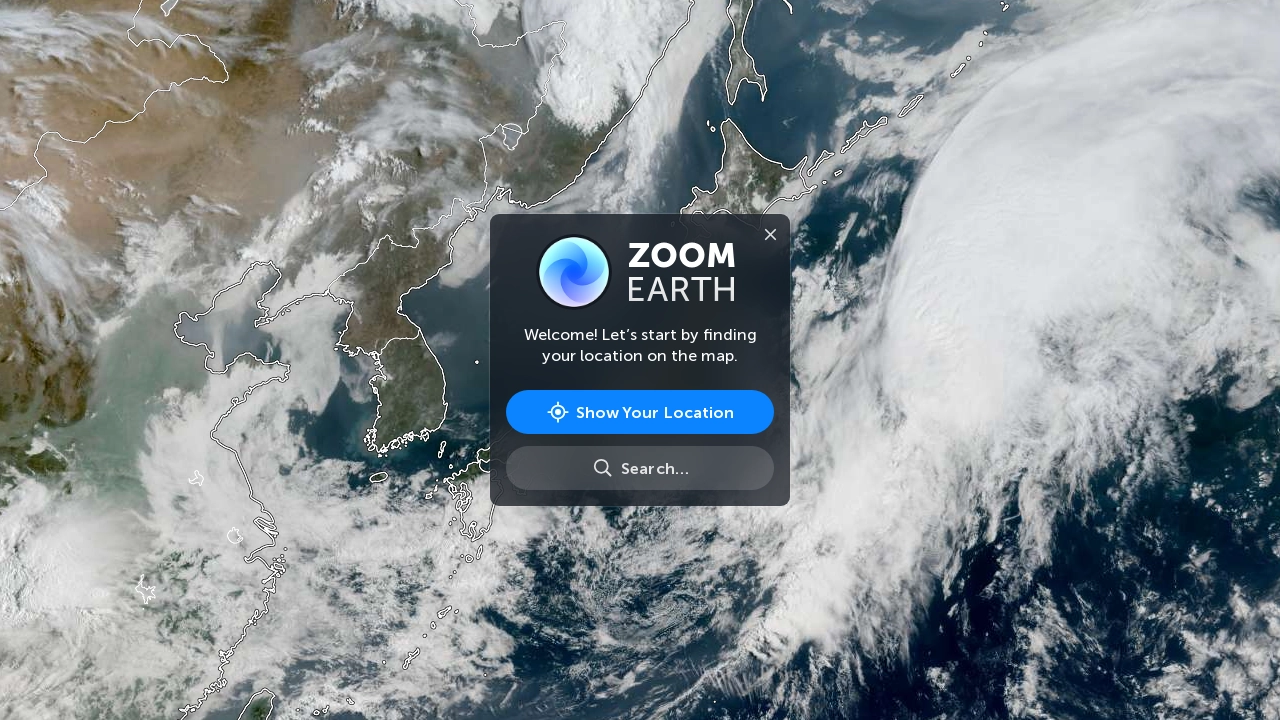 ZOOM
EARTH
Welcome! Let’s start by finding
your location on the map.
Show Your Location
Search…